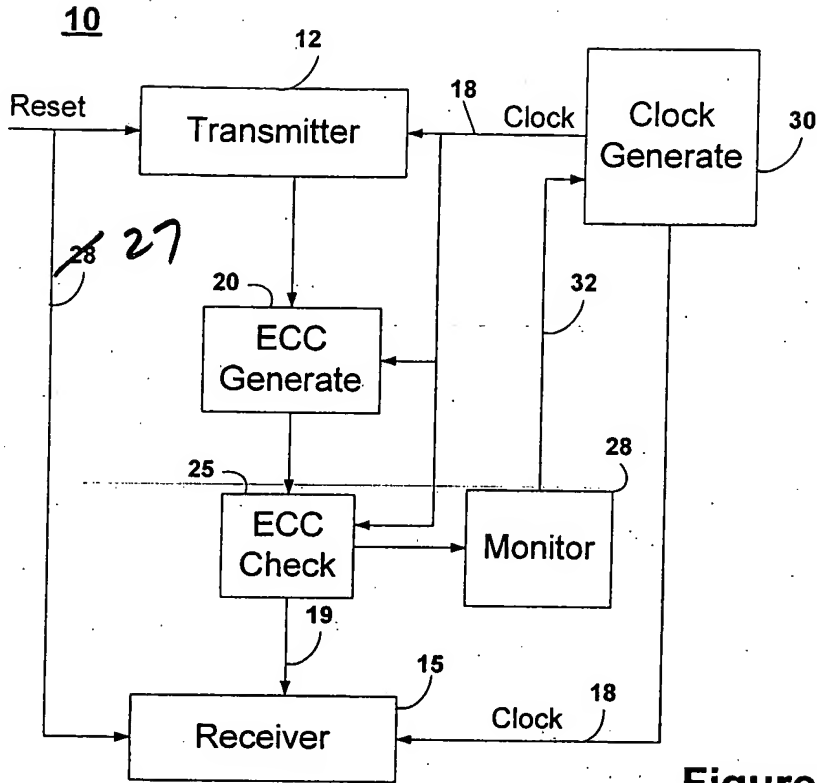 10
12
Reset
Transmitter
18
Clock
Clock
Generate
30
28 27
20
ECC
Generate
32
25
ECC
Check
28
Monitor
19
15
Receiver
Clock
18
Figure